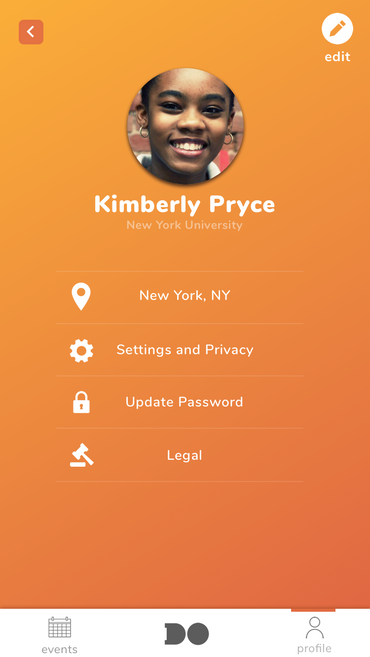 edit
Kimberly Pryce
New York University
New York, NY
Settings and Privacy
Update Password
Legal
DO
events
profile